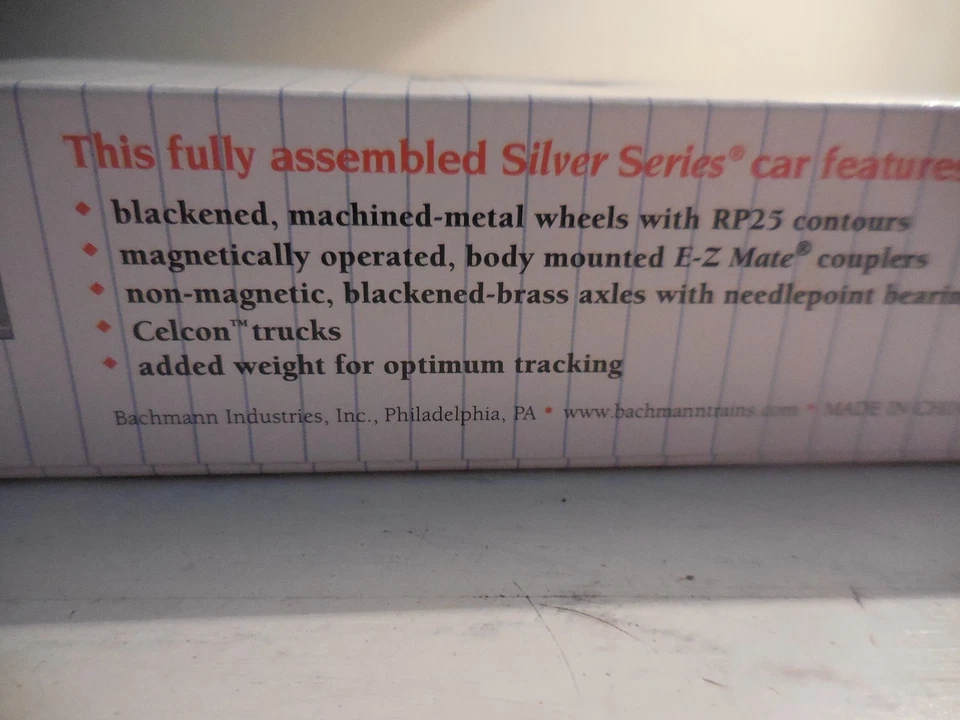 This fully assembled Silver Series® car features
blackened, machined-metal wheels with RP25 contours
magnetically operated, body mounted E-Z Mate® couplers
non-magnetic, blackened-brass axles with needlepoint
Celcon™ trucks
added weight for optimum tracking
Bachmann Industries, Inc., Philadelphia, PA • www.bachmanntrains.com • MADE IN